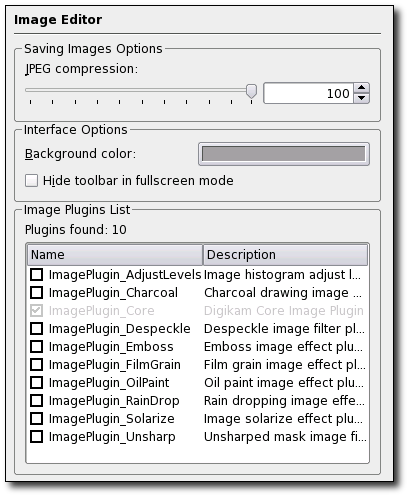 Image Editor
Saving Images Options
JPEG compression:
100
Interface Options
Background color:
Hide toolbar in fullscreen mode
Image Plugins List
Plugins found: 10
Name Description
ImagePlugin_AdjustLevels Image histogram adjust l...
ImagePlugin_Charcoal Charcoal drawing image ...
ImagePlugin_Core Digikam Core Image Plugin
ImagePlugin_Despeckle Despeckle image filter pl...
ImagePlugin_Emboss Emboss image effect plu...
ImagePlugin_FilmGrain Film grain image effect pl...
ImagePlugin_OilPaint Oil paint image effect plu...
ImagePlugin_RainDrop Rain dropping image effe...
ImagePlugin_Solarize Image solarize effect plu...
ImagePlugin_Unsharp Unsharped mask image fi...